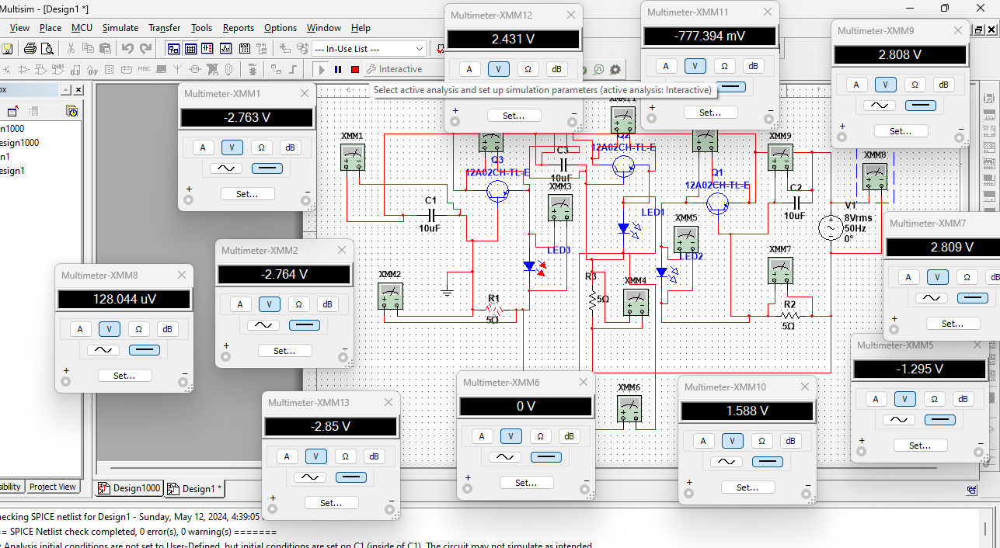 Multisim - [Design1 *]
View Place MCU Simulate Transfer Tools Reports Options Window Help
--- In-Use List ---
Interactive
Select active analysis and set up simulation parameters (active analysis: Interactive)
Multimeter-XMM12
2.431 V
A V Ω dB
Set...
+ −
Multimeter-XMM11
-777.394 mV
A V Ω dB
Set...
+ −
Multimeter-XMM9
2.808 V
A V Ω dB
Set...
+ −
Multimeter-XMM1
-2.763 V
A V Ω dB
Set...
+ −
Multimeter-XMM7
2.809 V
A V Ω
Set...
+
Multimeter-XMM2
-2.764 V
A V Ω dB
Set...
+ −
Multimeter-XMM8
128.044 uV
A V Ω dB
Set...
+ −
Multimeter-XMM5
-1.295 V
A V Ω dB
Set...
+ −
Multimeter-XMM6
0 V
A V Ω dB
Set...
+ −
Multimeter-XMM10
1.588 V
A V Ω dB
Set...
+ −
Multimeter-XMM13
-2.85 V
A V Ω dB
Set...
+ −
XMM1
Q3
12A02CH-TL-E
C3
10uF
XMM3
XMM11
Q2
12A02CH-TL-E
Q1
12A02CH-TL-E
XMM9
XMM8
C1
10uF
C2
10uF
V1
8Vrms
50Hz
0°
LED1
XMM5
LED2
LED3
XMM2
R1
5Ω
R3
5Ω
XMM4
XMM7
R2
5Ω
XMM6
Project View
Design1000
Design1 *
ecking SPICE netlist for Design1 - Sunday, May 12, 2024, 4:39:05
== SPICE Netlist check completed, 0 error(s), 0 warning(s) =======
: Analysis initial conditions are not set to User-Defined, but initial conditions are set on C1 (inside of C1). The circuit may not simulate as intended.